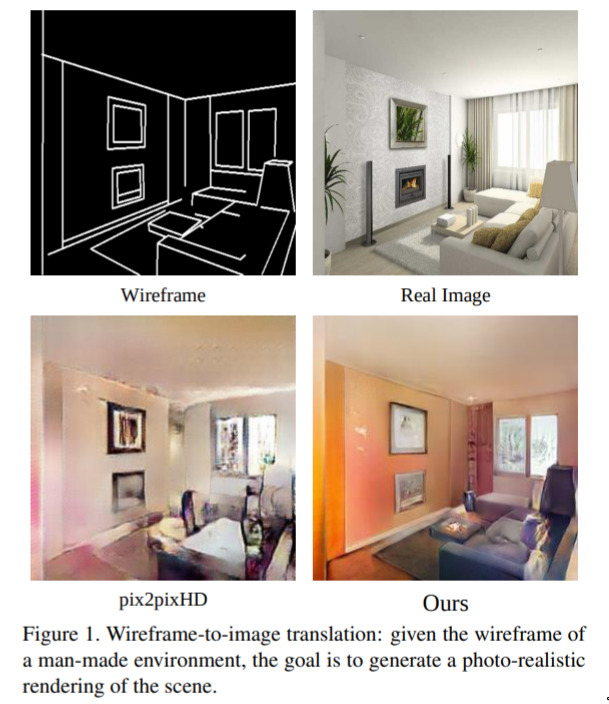 Wireframe
Real Image
pix2pixHD
Ours
Figure 1. Wireframe-to-image translation: given the wireframe of
a man-made environment, the goal is to generate a photo-realistic
rendering of the scene.